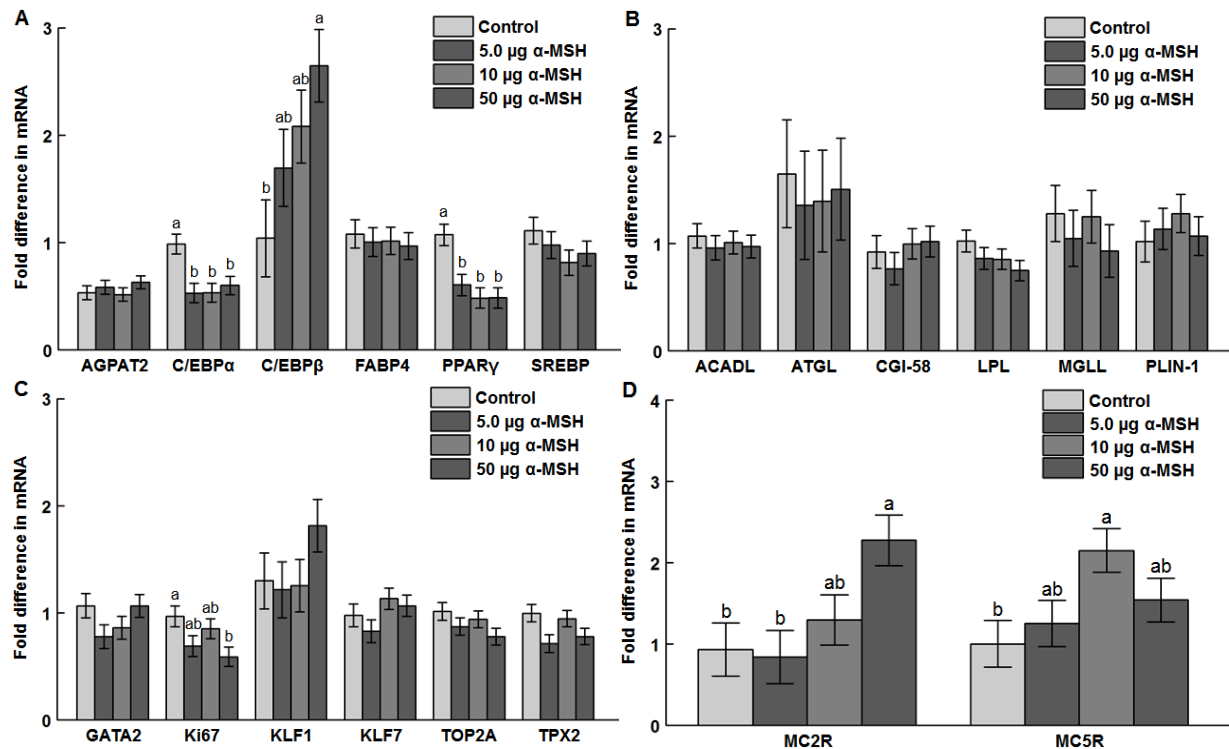 A
Fold difference in mRNA
3
2
1
0
Control
5.0 µg α-MSH
10 µg α-MSH
50 µg α-MSH
a
b
b
b
b
ab
ab
a
a
b
b
b
AGPAT2 C/EBPα C/EBPβ FABP4 PPARγ SREBP
B
Fold difference in mRNA
3
2
1
0
Control
5.0 µg α-MSH
10 µg α-MSH
50 µg α-MSH
ACADL ATGL CGI-58 LPL MGLL PLIN-1
C
Fold difference in mRNA
3
2
1
0
Control
5.0 µg α-MSH
10 µg α-MSH
50 µg α-MSH
a
ab
ab
b
GATA2 Ki67 KLF1 KLF7 TOP2A TPX2
D
Fold difference in mRNA
4
3
2
1
0
Control
5.0 µg α-MSH
10 µg α-MSH
50 µg α-MSH
b
b
ab
a
b
ab
a
ab
MC2R MC5R